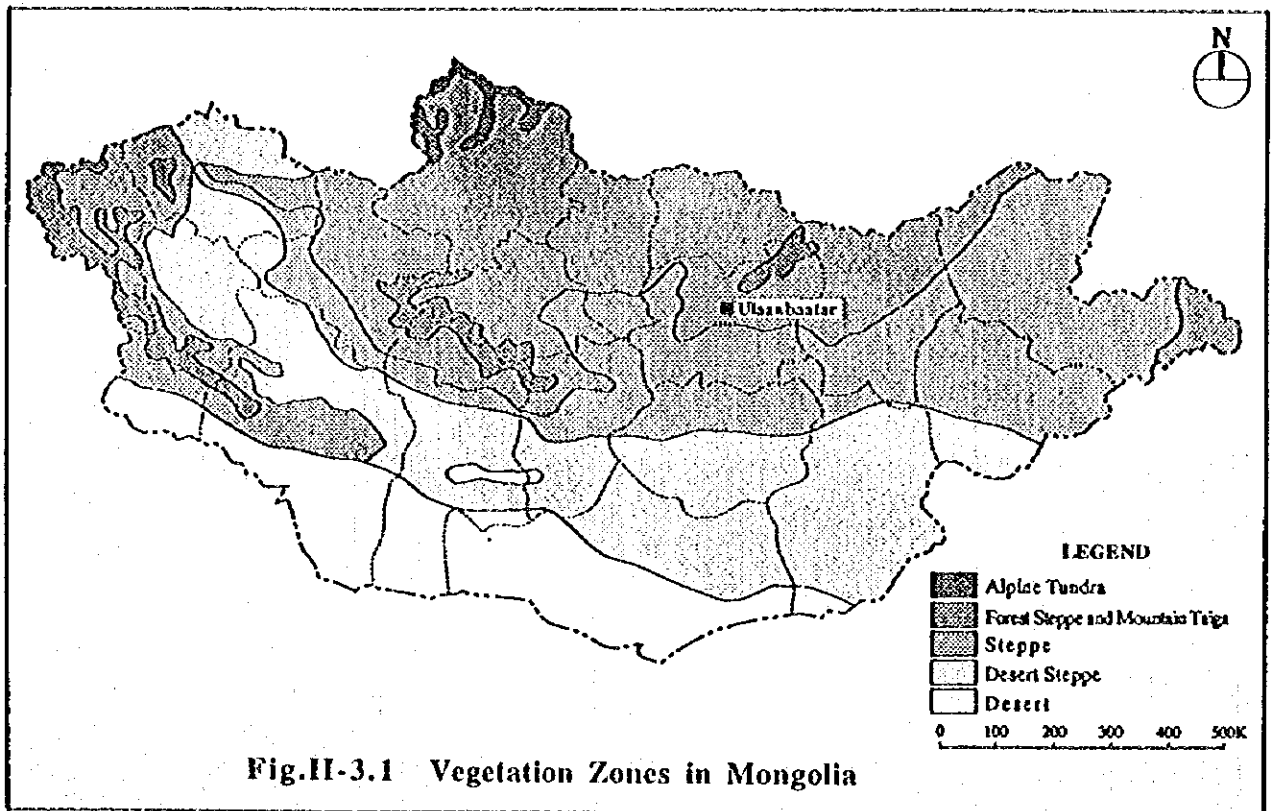 N
Ulaanbaatar
LEGEND
Alpine Tundra
Forest Steppe and Mountain Taiga
Steppe
Desert Steppe
Desert
0 100 200 300 400 500K
Fig.II-3.1 Vegetation Zones in Mongolia